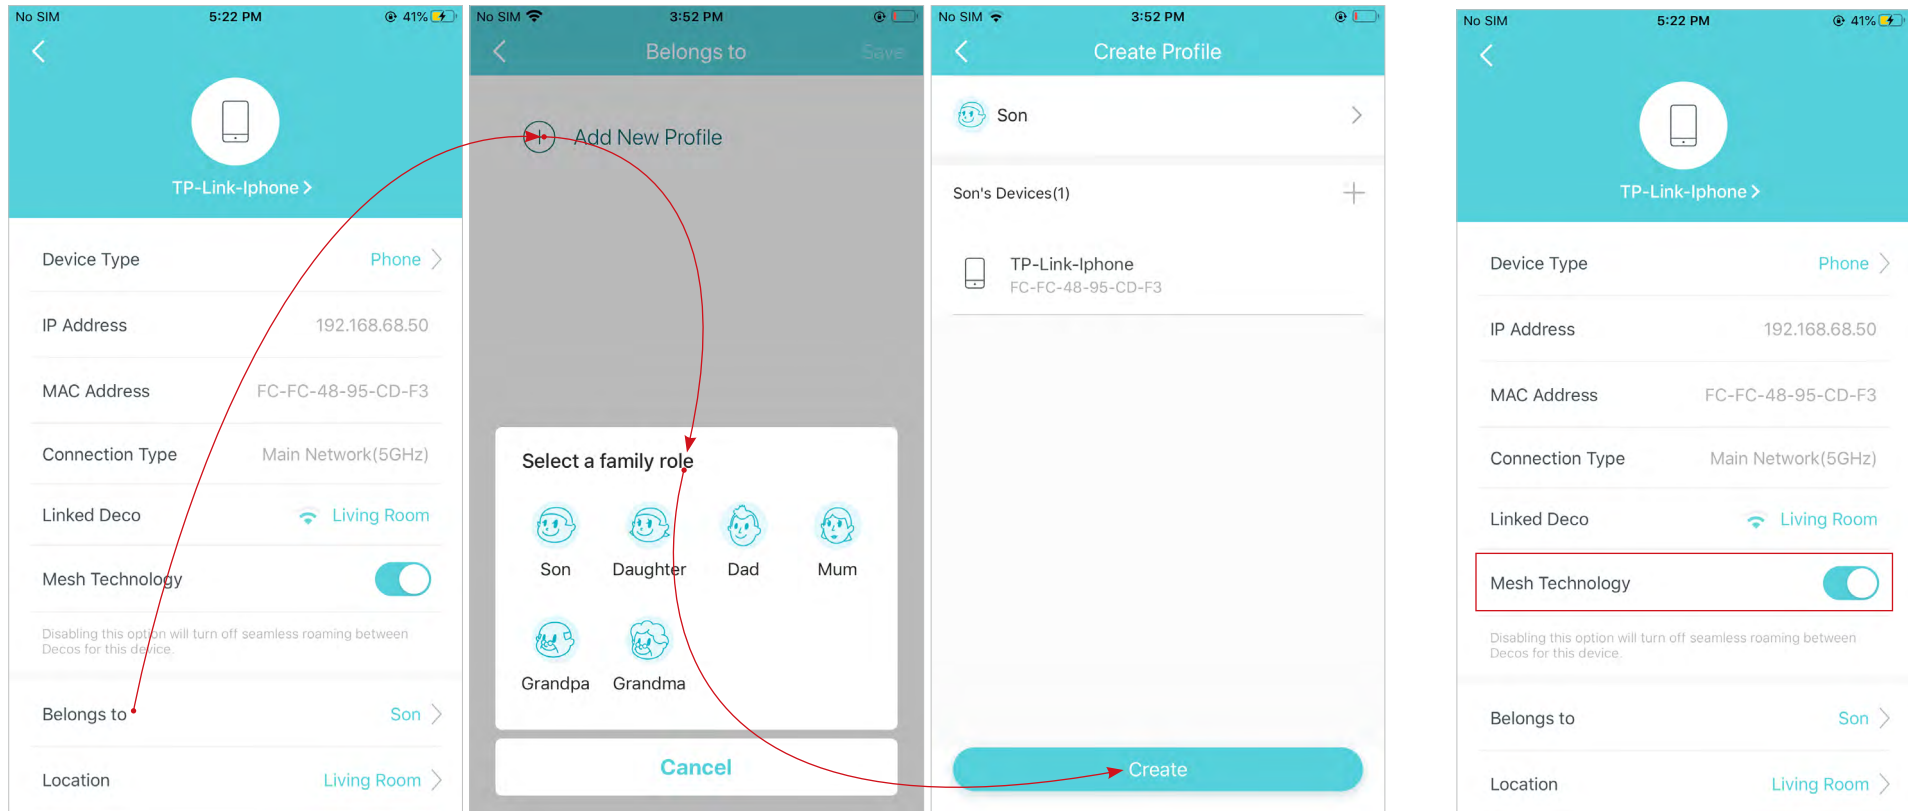 No SIM 5:22 PM 41%
TP-Link-Iphone
Device Type Phone
IP Address 192.168.68.50
MAC Address FC-FC-48-95-CD-F3
Connection Type Main Network(5GHz)
Linked Deco Living Room
Mesh Technology
Disabling this option will turn off seamless roaming between
Decos for this device.
Belongs to Son
Location Living Room
No SIM 3:52 PM
Belongs to Save
Add New Profile
Select a family role
Son Daughter Dad Mum
Grandpa Grandma
Cancel
No SIM 3:52 PM
Create Profile
Son
Son's Devices(1)
TP-Link-Iphone
FC-FC-48-95-CD-F3
Create
No SIM 5:22 PM 41%
TP-Link-Iphone
Device Type Phone
IP Address 192.168.68.50
MAC Address FC-FC-48-95-CD-F3
Connection Type Main Network(5GHz)
Linked Deco Living Room
Mesh Technology
Disabling this option will turn off seamless roaming between
Decos for this device.
Belongs to Son
Location Living Room